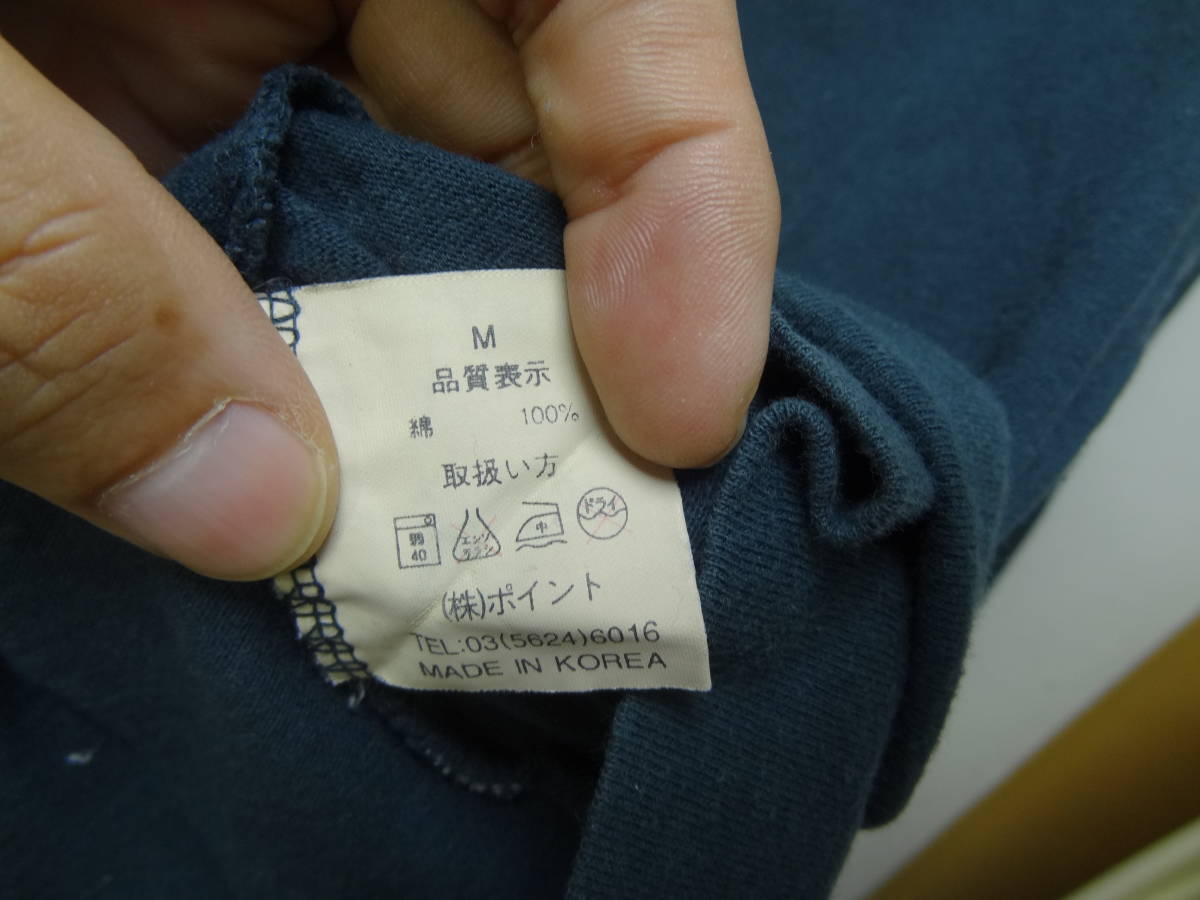 M
品質表示
綿 100%
取扱い方
弱 40 エンソ ヅラシ 中 ドライ
(株)ポイント
TEL:03(5624)6016
MADE IN KOREA